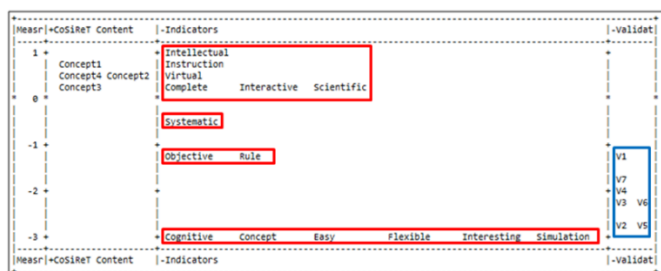 |Measr|+CoSiReT Content |-Indicators |-Validat|
1 + + Intellectual + +
Concept1 Instruction
Concept4 Concept2 Virtual
Concept3 Complete Interactive Scientific
* 0 *
Systematic
-1 + + + +
Objective Rule V1
V7
-2 + + + V4
V3 V6
V2 V5
-3 + + Cognitive Concept Easy Flexible Interesting Simulation +
|Measr|+CoSiReT Content |-Indicators |-Validat|